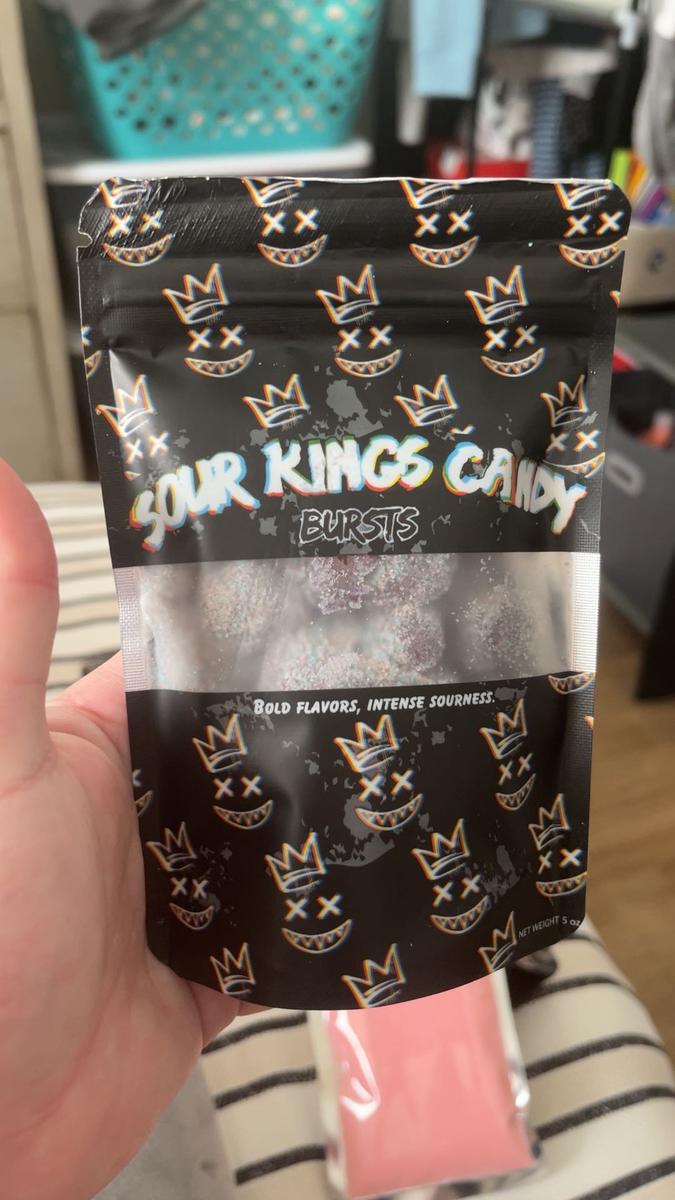 SOUR KINGS CANDY
BURSTS
BOLD FLAVORS, INTENSE SOURNESS.
NET WEIGHT 5 oz